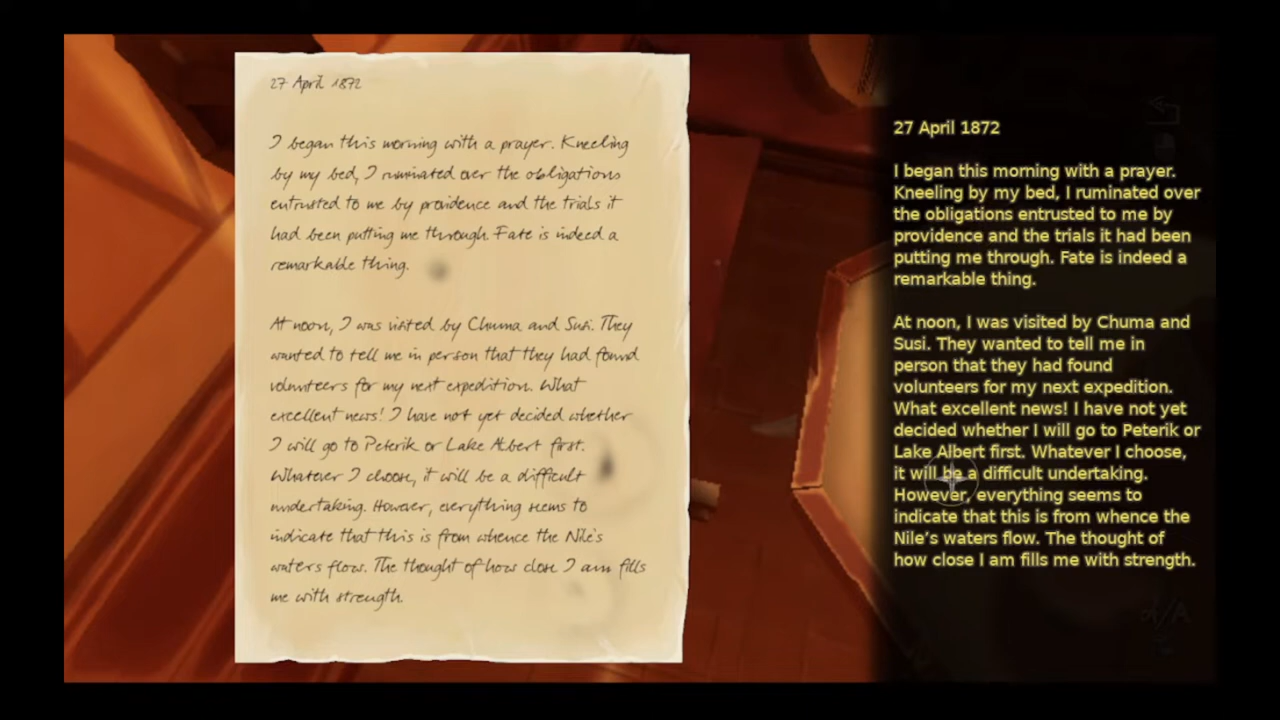 27 April 1872
I began this morning with a prayer. Kneeling
by my bed, I ruminated over the obligations
entrusted to me by providence and the trials it
had been putting me through. Fate is indeed a
remarkable thing.
At noon, I was visited by Chuma and Susi. They
wanted to tell me in person that they had found
volunteers for my next expedition. What
excellent news! I have not yet decided whether
I will go to Peterik or Lake Albert first.
Whatever I choose, it will be a difficult
undertaking. However, everything seems to
indicate that this is from whence the Nile's
waters flow. The thought of how close I am fills
me with strength.
27 April 1872
I began this morning with a prayer.
Kneeling by my bed, I ruminated over
the obligations entrusted to me by
providence and the trials it had been
putting me through. Fate is indeed a
remarkable thing.
At noon, I was visited by Chuma and
Susi. They wanted to tell me in
person that they had found
volunteers for my next expedition.
What excellent news! I have not yet
decided whether I will go to Peterik or
Lake Albert first. Whatever I choose,
it will be a difficult undertaking.
However, everything seems to
indicate that this is from whence the
Nile’s waters flow. The thought of
how close I am fills me with strength.